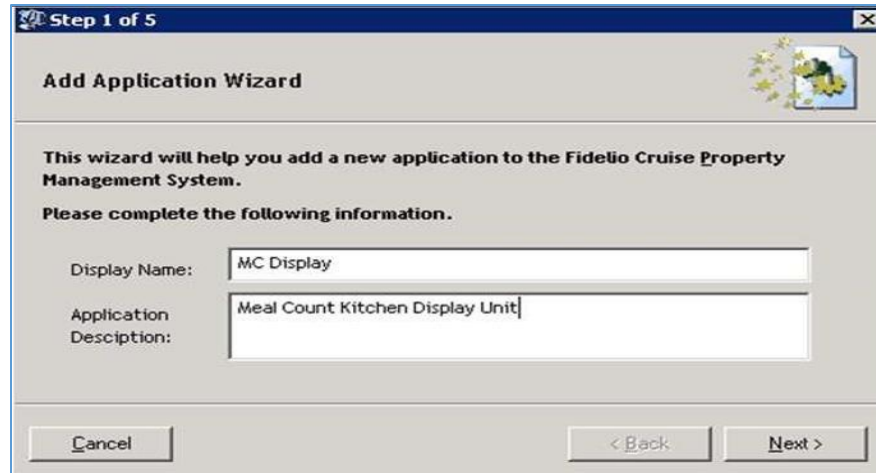 Step 1 of 5
Add Application Wizard
This wizard will help you add a new application to the Fidelio Cruise Property
Management System.
Please complete the following information.
Display Name:
MC Display
Application
Desciption:
Meal Count Kitchen Display Unit
Cancel
< Back
Next >